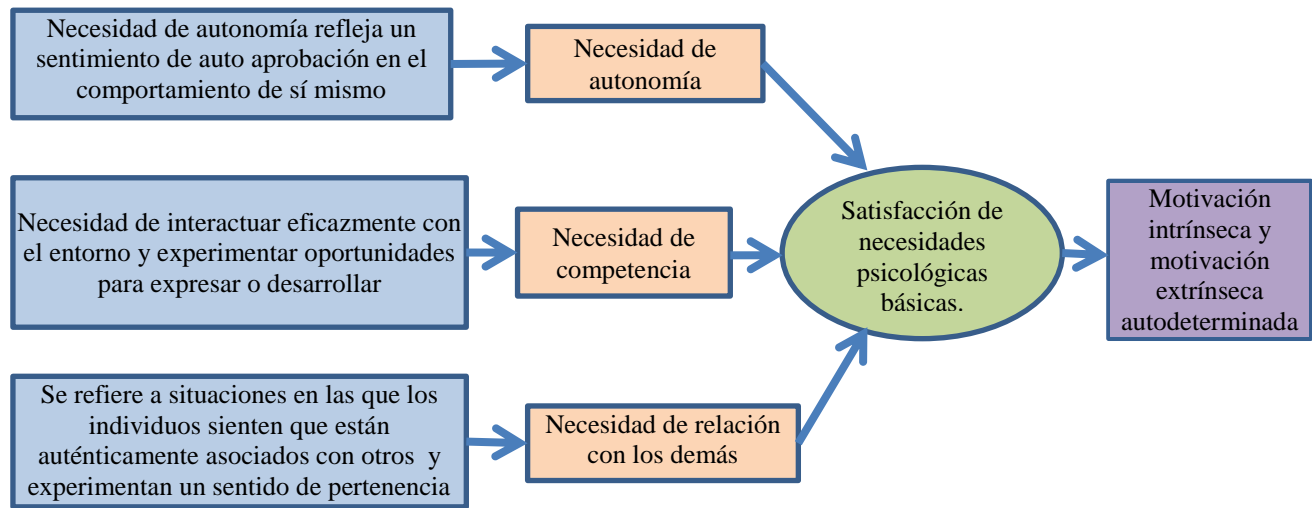 Necesidad de autonomía refleja un
sentimiento de auto aprobación en el
comportamiento de sí mismo
Necesidad de
autonomía
Necesidad de interactuar eficazmente con
el entorno y experimentar oportunidades
para expresar o desarrollar
Necesidad de
competencia
Satisfacción de
necesidades
psicológicas
básicas.
Motivación
intrínseca y
motivación
extrínseca
autodeterminada
Se refiere a situaciones en las que los
individuos sienten que están
auténticamente asociados con otros y
experimentan un sentido de pertenencia
Necesidad de relación
con los demás